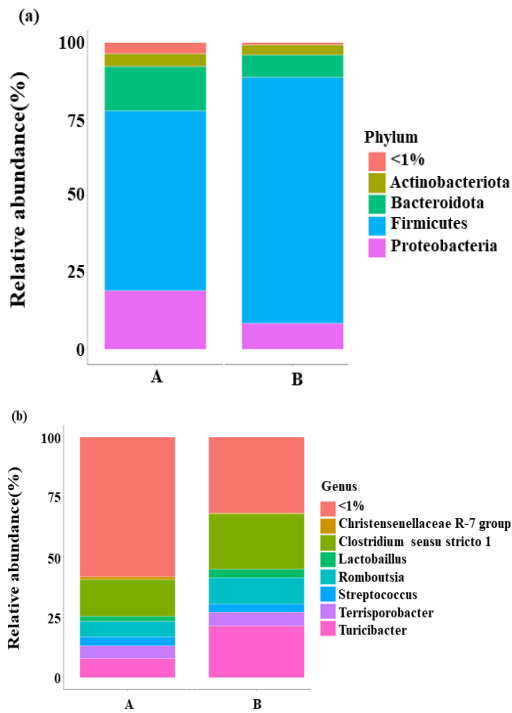 (a)
Relative abundance(%)
100
75
50
25
0
A
B
Phylum
<1%
Actinobacteriota
Bacteroidota
Firmicutes
Proteobacteria
(b)
Relative abundance(%)
100
75
50
25
0
A
B
Genus
<1%
Christensenellaceae R-7 group
Clostridium sensu stricto 1
Lactobaillus
Romboutsia
Streptococcus
Terrisporobacter
Turicibacter